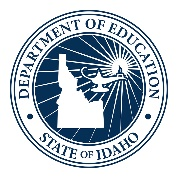 DEPARTMENT OF EDUCATION
STATE OF IDAHO